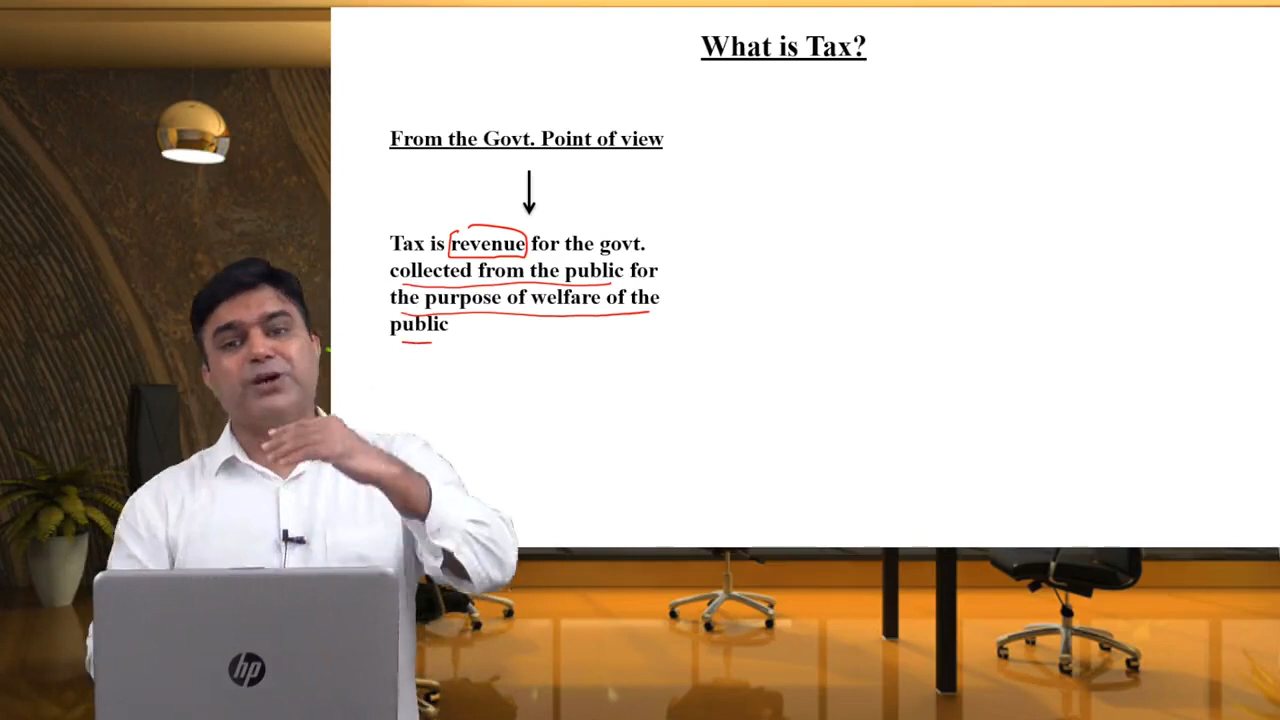 What is Tax?
From the Govt. Point of view
Tax is revenue for the govt.
collected from the public for
the purpose of welfare of the
public
hp